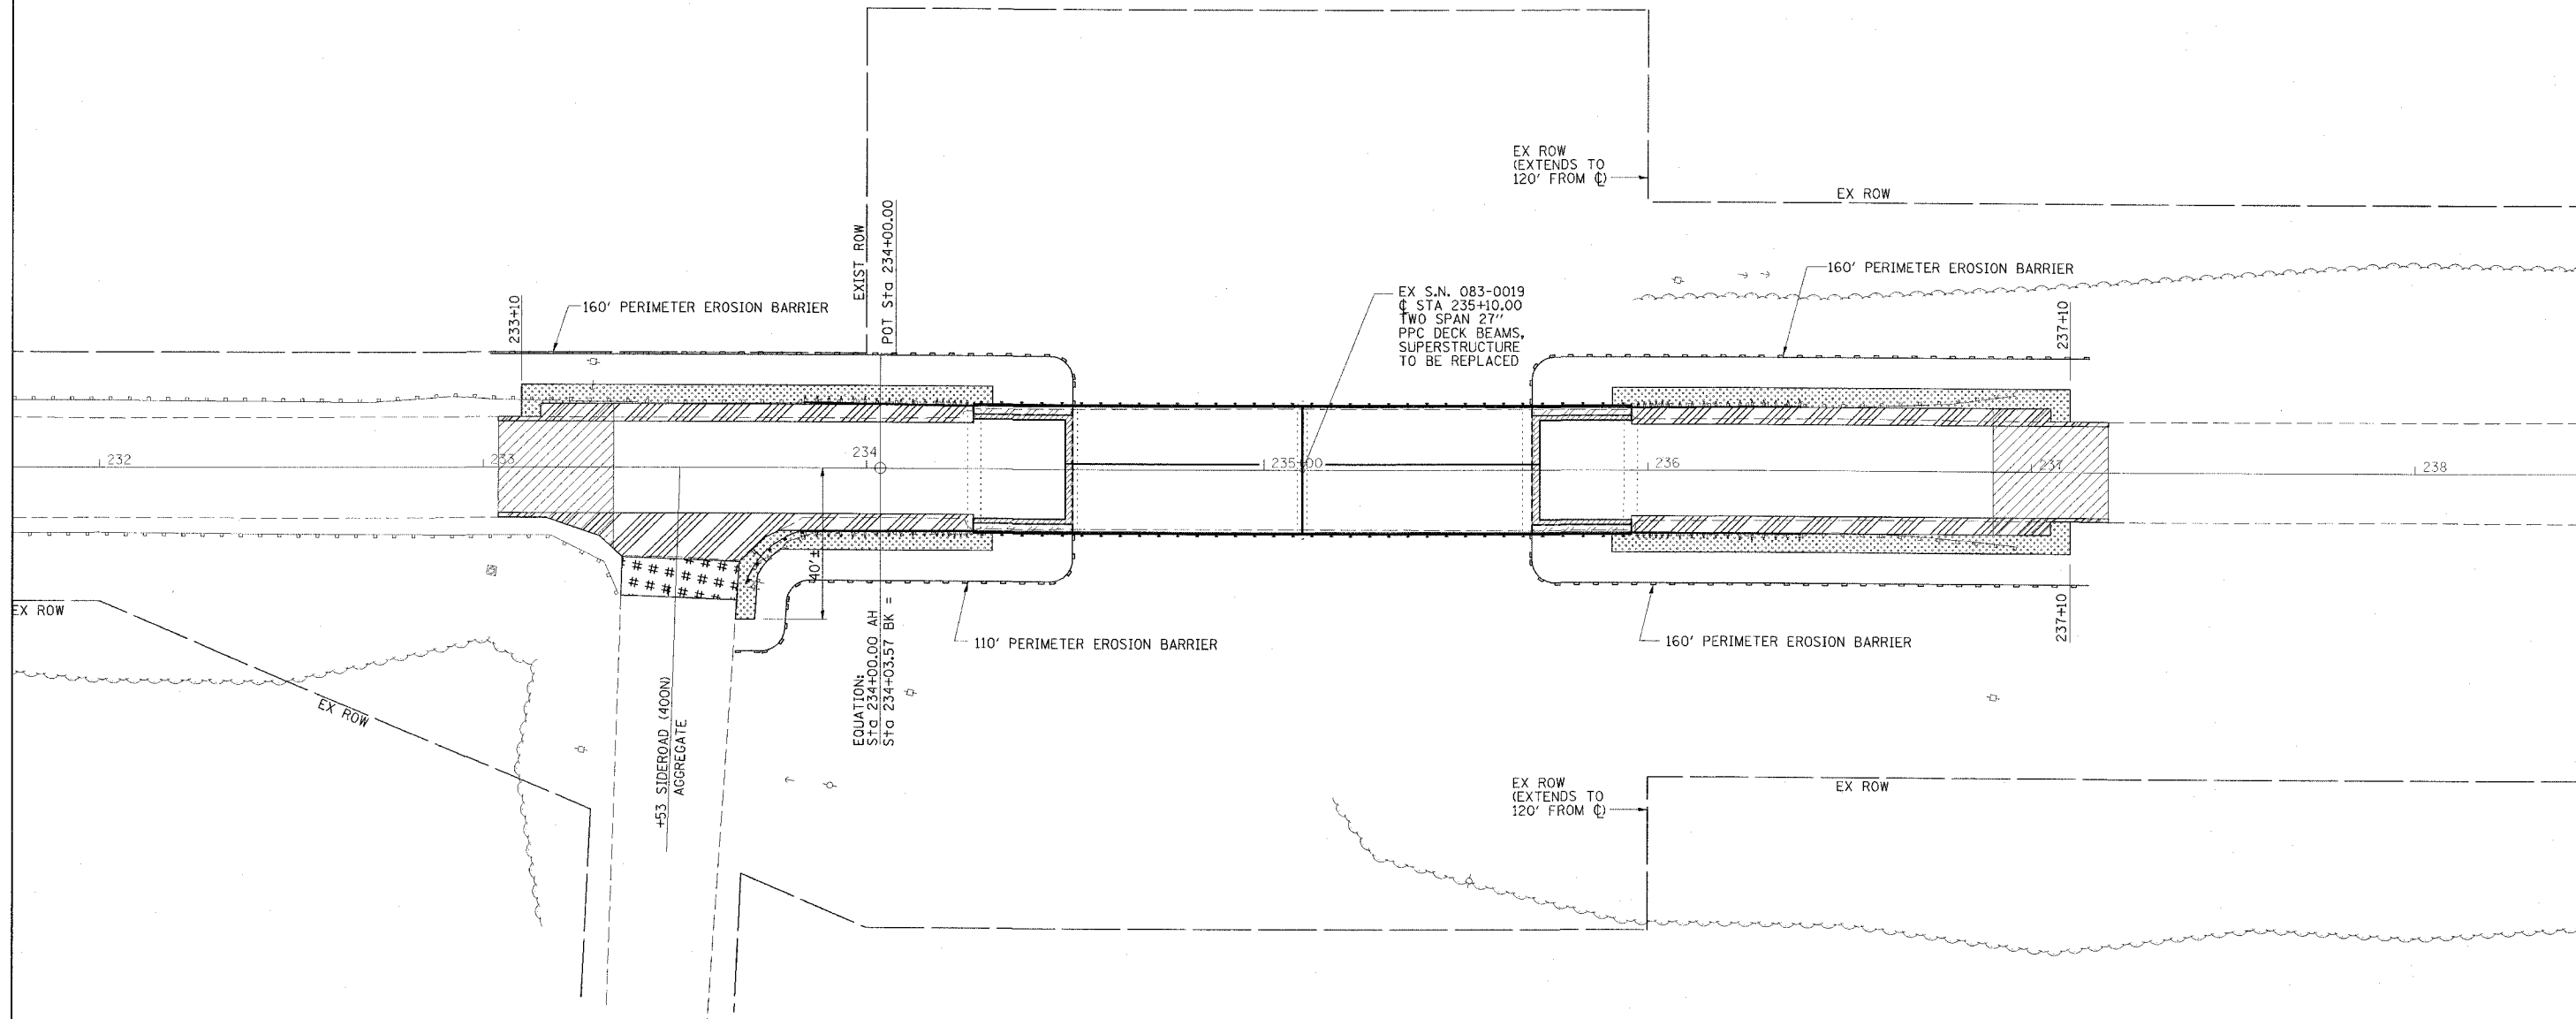 EX ROW
(EXTENDS TO
120' FROM ℄)
EX ROW
EXIST ROW
POT Sta 234+00.00
160' PERIMETER EROSION BARRIER
233+10
160' PERIMETER EROSION BARRIER
EX S.N. 083-0019
℄ STA 235+10.00
TWO SPAN 27"
PPC DECK BEAMS,
SUPERSTRUCTURE
TO BE REPLACED
237+10
232
233
234
235+00
236
237
238
40'±
EX ROW
110' PERIMETER EROSION BARRIER
160' PERIMETER EROSION BARRIER
237+10
EX ROW
+53 SIDEROAD (400N)
AGGREGATE
EQUATION:
Sta 234+00.00 AH
Sta 234+03.57 BK =
EX ROW
(EXTENDS TO
120' FROM ℄)
EX ROW